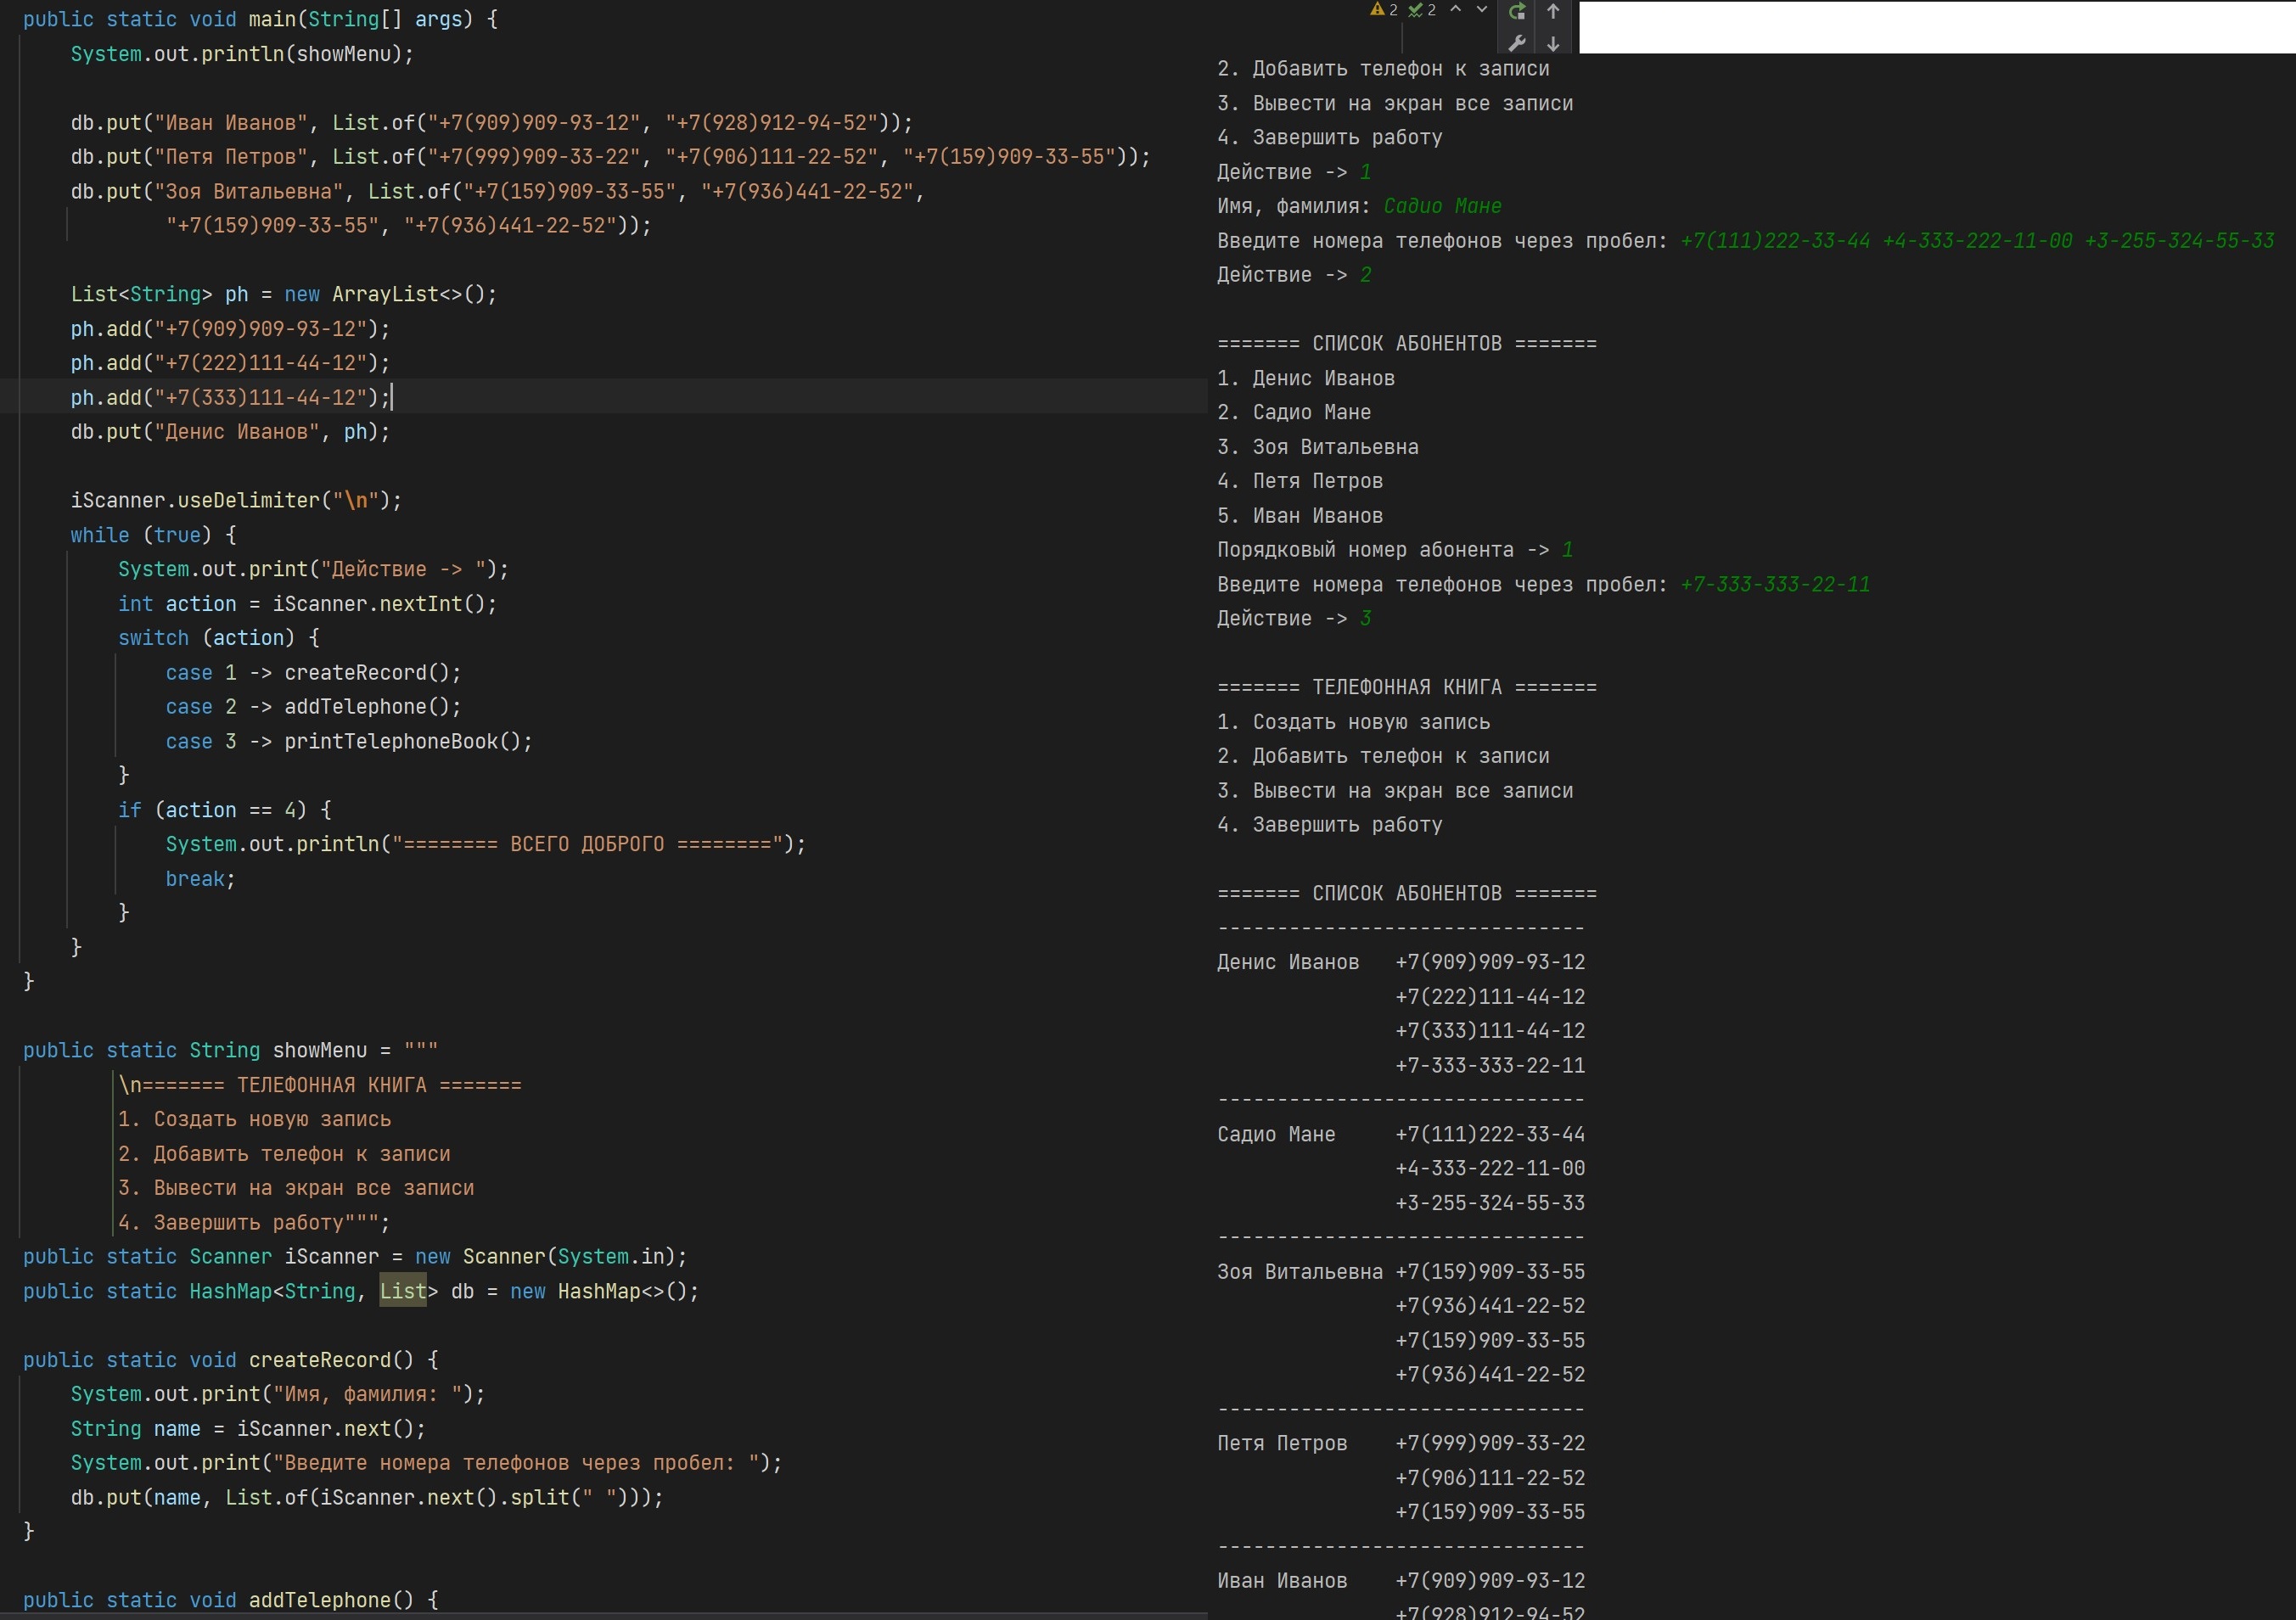 public static void main(String[] args) {
System.out.println(showMenu);
db.put("Иван Иванов", List.of("+7(909)909-93-12", "+7(928)912-94-52"));
db.put("Петя Петров", List.of("+7(999)909-33-22", "+7(906)111-22-52", "+7(159)909-33-55"));
db.put("Зоя Витальевна", List.of("+7(159)909-33-55", "+7(936)441-22-52",
"+7(159)909-33-55", "+7(936)441-22-52"));
List<String> ph = new ArrayList<>();
ph.add("+7(909)909-93-12");
ph.add("+7(222)111-44-12");
ph.add("+7(333)111-44-12");
db.put("Денис Иванов", ph);
iScanner.useDelimiter("\n");
while (true) {
System.out.print("Действие -> ");
int action = iScanner.nextInt();
switch (action) {
case 1 -> createRecord();
case 2 -> addTelephone();
case 3 -> printTelephoneBook();
}
if (action == 4) {
System.out.println("======== ВСЕГО ДОБРОГО ========");
break;
}
}
}
public static String showMenu = """
\n======= ТЕЛЕФОННАЯ КНИГА =======
1. Создать новую запись
2. Добавить телефон к записи
3. Вывести на экран все записи
4. Завершить работу""";
public static Scanner iScanner = new Scanner(System.in);
public static HashMap<String, List> db = new HashMap<>();
public static void createRecord() {
System.out.print("Имя, фамилия: ");
String name = iScanner.next();
System.out.print("Введите номера телефонов через пробел: ");
db.put(name, List.of(iScanner.next().split(" ")));
}
public static void addTelephone() {
2 2
2. Добавить телефон к записи
3. Вывести на экран все записи
4. Завершить работу
Действие -> 1
Имя, фамилия: Садио Мане
Введите номера телефонов через пробел: +7(111)222-33-44 +4-333-222-11-00 +3-255-324-55-33
Действие -> 2
======= СПИСОК АБОНЕНТОВ =======
1. Денис Иванов
2. Садио Мане
3. Зоя Витальевна
4. Петя Петров
5. Иван Иванов
Порядковый номер абонента -> 1
Введите номера телефонов через пробел: +7-333-333-22-11
Действие -> 3
======= ТЕЛЕФОННАЯ КНИГА =======
1. Создать новую запись
2. Добавить телефон к записи
3. Вывести на экран все записи
4. Завершить работу
======= СПИСОК АБОНЕНТОВ =======
-------------------------------
Денис Иванов +7(909)909-93-12
+7(222)111-44-12
+7(333)111-44-12
+7-333-333-22-11
-------------------------------
Садио Мане +7(111)222-33-44
+4-333-222-11-00
+3-255-324-55-33
-------------------------------
Зоя Витальевна +7(159)909-33-55
+7(936)441-22-52
+7(159)909-33-55
+7(936)441-22-52
-------------------------------
Петя Петров +7(999)909-33-22
+7(906)111-22-52
+7(159)909-33-55
-------------------------------
Иван Иванов +7(909)909-93-12
+7(928)912-94-52